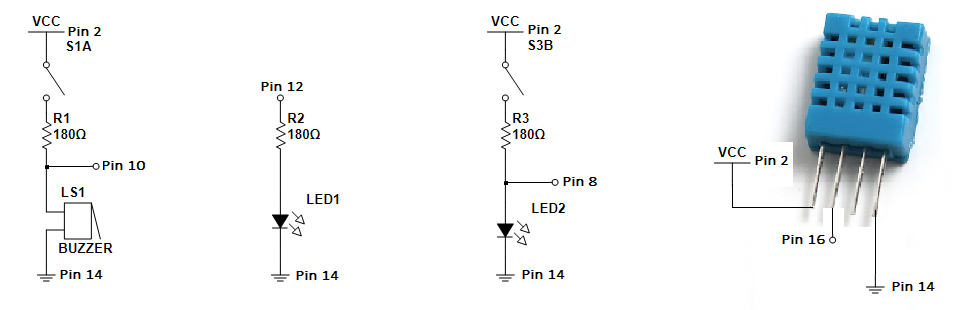 VCC
Pin 2
S1A
R1
180Ω
Pin 10
LS1
BUZZER
Pin 14
Pin 12
R2
180Ω
LED1
Pin 14
VCC
Pin 2
S3B
R3
180Ω
Pin 8
LED2
Pin 14
VCC
Pin 2
Pin 16
Pin 14